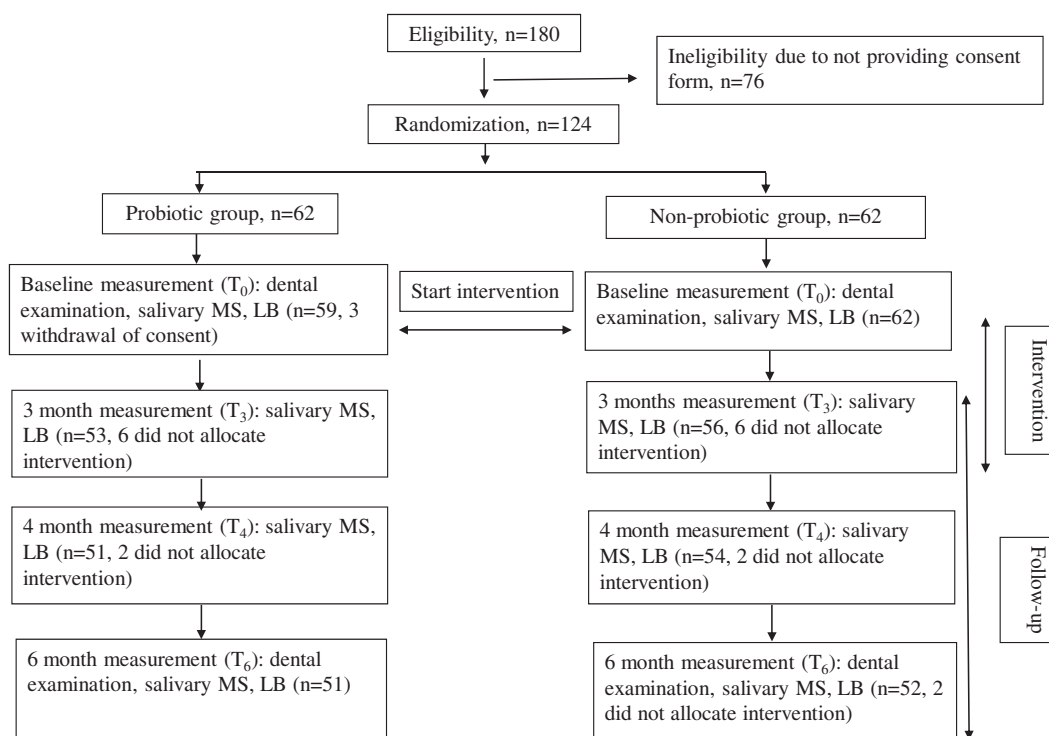 Eligibility, n=180
Ineligibility due to not providing consent
form, n=76
Randomization, n=124
Probiotic group, n=62
Non-probiotic group, n=62
Baseline measurement (T₀): dental
examination, salivary MS, LB (n=59, 3
withdrawal of consent)
Start intervention
Baseline measurement (T₀): dental
examination, salivary MS, LB (n=62)
Intervention
3 month measurement (T₃): salivary MS,
LB (n=53, 6 did not allocate
intervention)
3 months measurement (T₃): salivary
MS, LB (n=56, 6 did not allocate
intervention)
4 month measurement (T₄): salivary MS,
LB (n=51, 2 did not allocate
intervention)
4 month measurement (T₄): salivary
MS, LB (n=54, 2 did not allocate
intervention)
Follow-up
6 month measurement (T₆): dental
examination, salivary MS, LB (n=51)
6 month measurement (T₆): dental
examination, salivary MS, LB (n=52, 2
did not allocate intervention)